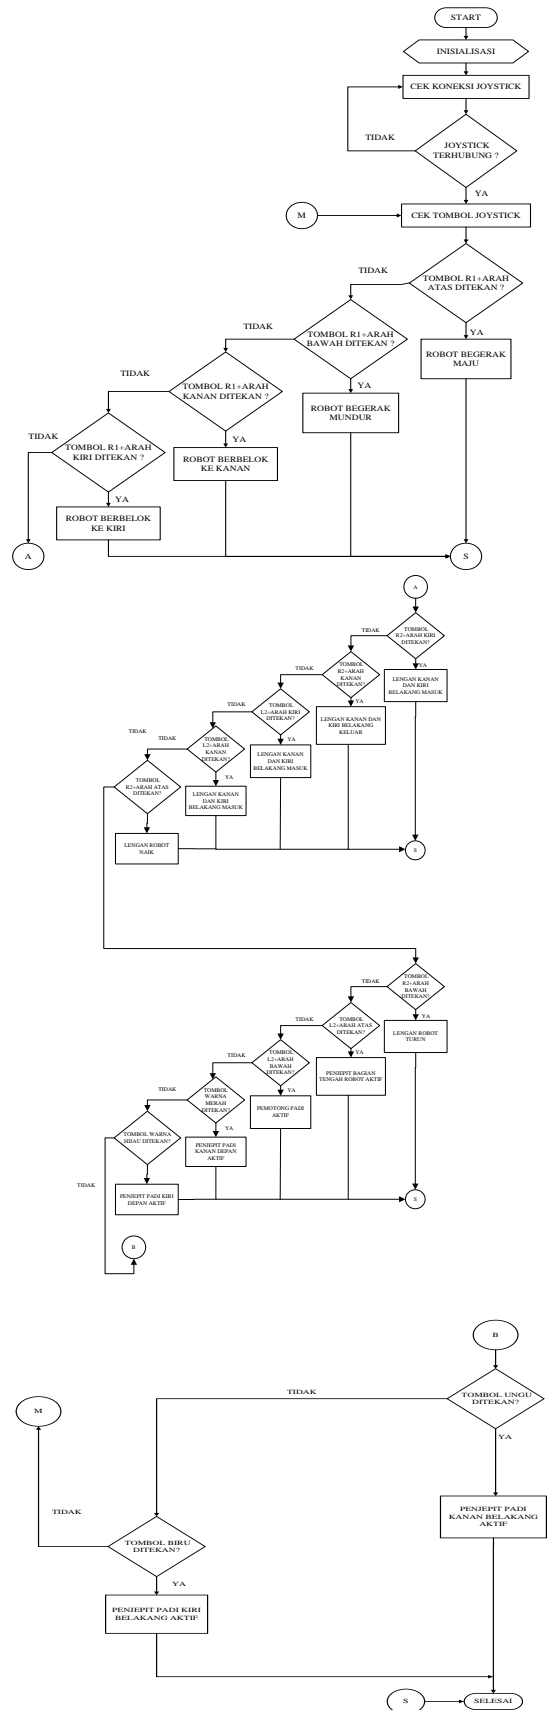 START
INISIALISASI
CEK KONEKSI JOYSTICK
TIDAK
JOYSTICK
TERHUBUNG ?
YA
M
CEK TOMBOL JOYSTICK
TIDAK
TOMBOL R1+ARAH
ATAS DITEKAN ?
YA
ROBOT BEGERAK
MAJU
TIDAK
TOMBOL R1+ARAH
BAWAH DITEKAN ?
YA
ROBOT BEGERAK
MUNDUR
TIDAK
TOMBOL R1+ARAH
KANAN DITEKAN ?
YA
ROBOT BERBELOK
KE KANAN
TIDAK
TOMBOL R1+ARAH
KIRI DITEKAN ?
YA
ROBOT BERBELOK
KE KIRI
A
S
A
TIDAK
TOMBOL
R2+ARAH KIRI
DITEKAN?
YA
LENGAN KANAN
DAN KIRI
BELAKANG MASUK
TIDAK
TOMBOL
R2+ARAH
KANAN
DITEKAN?
YA
LENGAN KANAN DAN
KIRI BELAKANG
KELUAR
TIDAK
TOMBOL
L2+ARAH KIRI
DITEKAN?
YA
LENGAN KANAN
DAN KIRI
BELAKANG MASUK
TIDAK
TOMBOL
L2+ARAH
KANAN
DITEKAN?
YA
LENGAN KANAN
DAN KIRI
BELAKANG MASUK
TIDAK
TOMBOL
R2+ARAH ATAS
DITEKAN?
LENGAN ROBOT
NAIK
S
TOMBOL
R2+ARAH
BAWAH
DITEKAN?
YA
LENGAN ROBOT
TURUN
TIDAK
TOMBOL
L2+ARAH ATAS
DITEKAN?
YA
PENJEPIT BAGIAN
TENGAH ROBOT AKTIF
TIDAK
TOMBOL
L2+ARAH
BAWAH
DITEKAN?
YA
PEMOTONG PADI
AKTIF
TIDAK
TOMBOL
WARNA
MERAH
DITEKAN?
YA
PENJEPIT PADI
KANAN DEPAN
AKTIF
TIDAK
TOMBOL WARNA
HIJAU DITEKAN?
TIDAK
PENJEPIT PADI KIRI
DEPAN AKTIF
S
B
B
TIDAK
TOMBOL UNGU
DITEKAN?
YA
PENJEPIT PADI
KANAN BELAKANG
AKTIF
M
TIDAK
TOMBOL BIRU
DITEKAN?
YA
PENJEPIT PADI KIRI
BELAKANG AKTIF
S
SELESAI